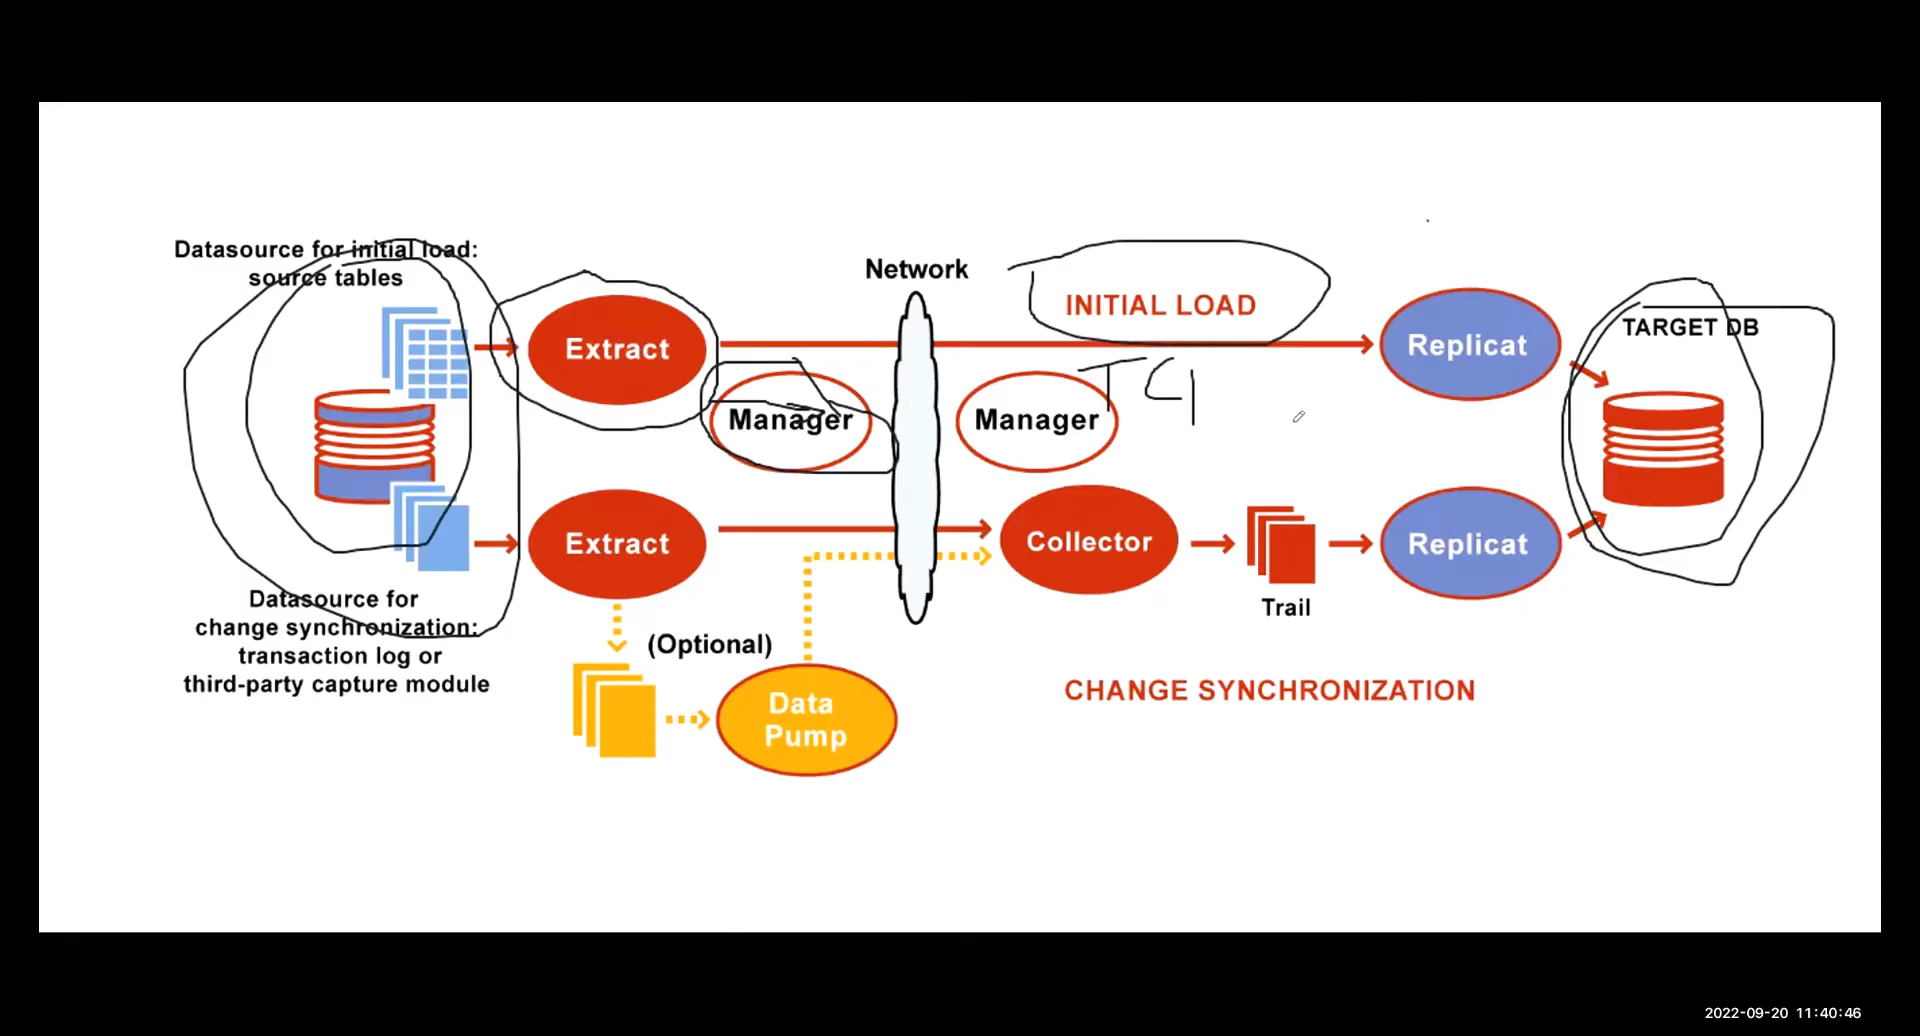 Datasource for initial load:
source tables
Network
INITIAL LOAD
TARGET DB
Extract
Replicat
Manager
Manager
Extract
Collector
Replicat
Trail
Datasource for
change synchronization:
transaction log or
third-party capture module
(Optional)
Data
Pump
CHANGE SYNCHRONIZATION
2022-09-20 11:40:46